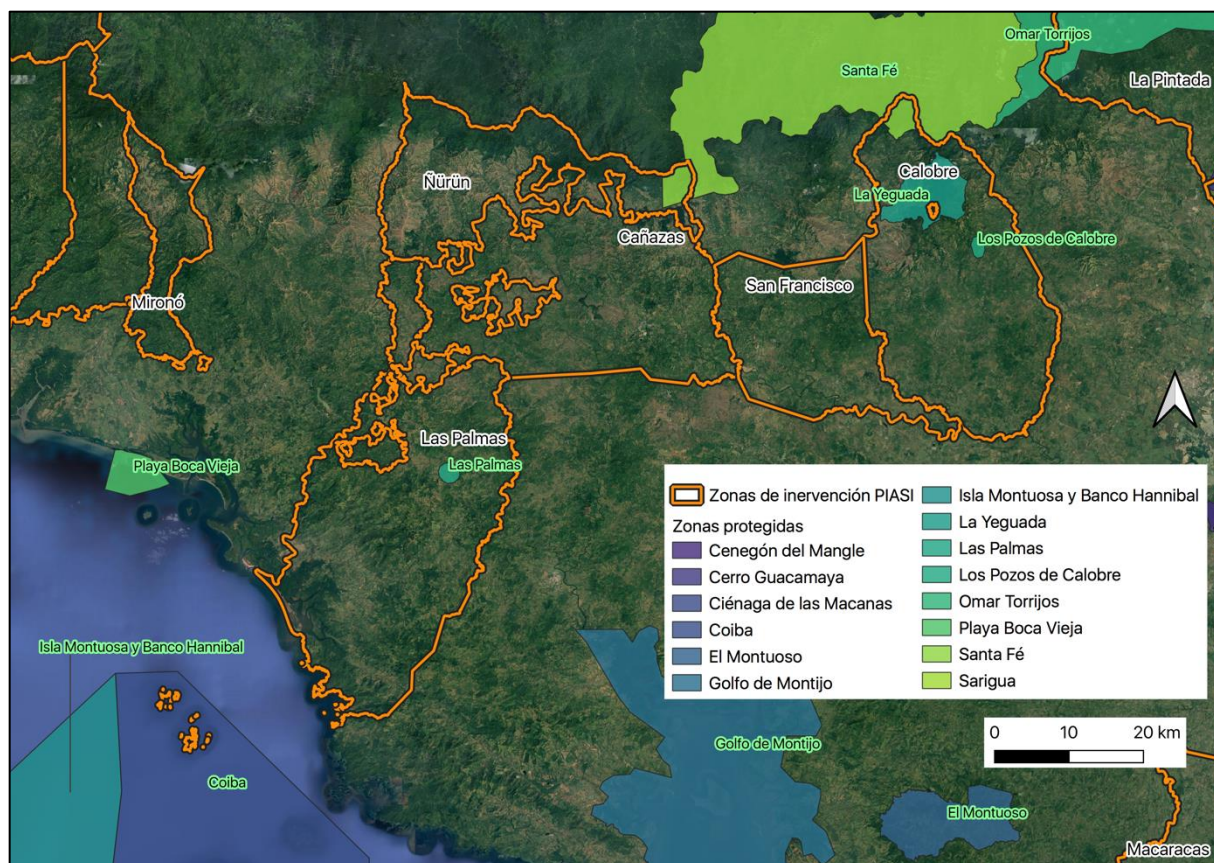 Omar Torrijos
Santa Fé
La Pintada
Ñürün
Calobre
La Yeguada
Cañazas
Los Pozos de Calobre
San Francisco
Mironó
Las Palmas
Las Palmas
Playa Boca Vieja
Isla Montuosa y Banco Hannibal
Coiba
Golfo de Montijo
El Montuoso
Macaracas
Zonas de inervención PIASI
Zonas protegidas
Cenegón del Mangle
Cerro Guacamaya
Ciénaga de las Macanas
Coiba
El Montuoso
Golfo de Montijo
Isla Montuosa y Banco Hannibal
La Yeguada
Las Palmas
Los Pozos de Calobre
Omar Torrijos
Playa Boca Vieja
Santa Fé
Sarigua
0 10 20 km